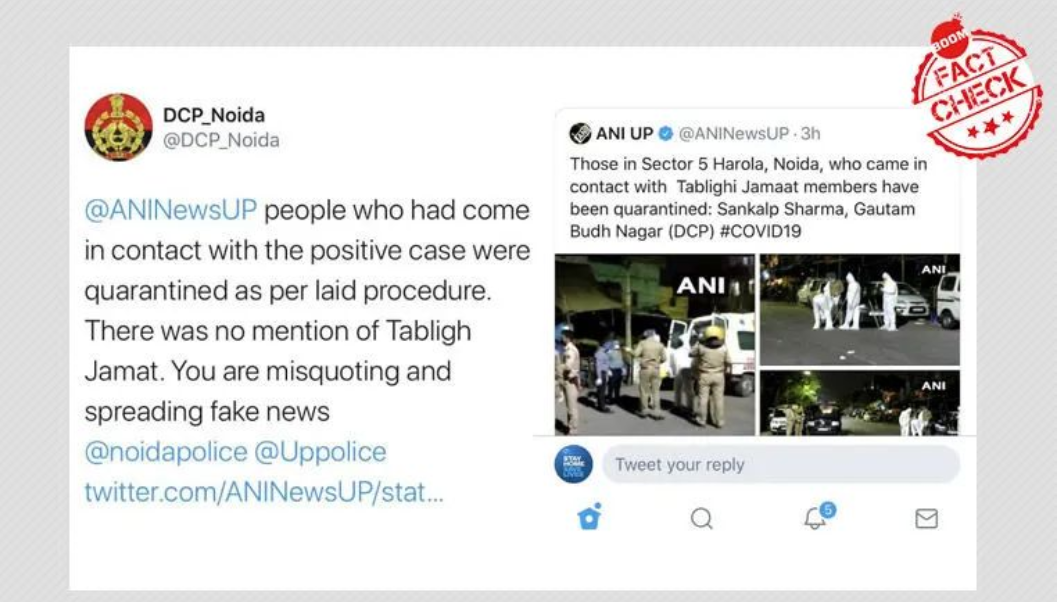 BOOM
FACT
CHECK
DCP_Noida
@DCP_Noida
@ANINewsUP people who had come
in contact with the positive case were
quarantined as per laid procedure.
There was no mention of Tabligh
Jamat. You are misquoting and
spreading fake news
@noidapolice @Uppolice
twitter.com/ANINewsUP/stat...
ANI UP @ANINewsUP · 3h
Those in Sector 5 Harola, Noida, who came in
contact with Tablighi Jamaat members have
been quarantined: Sankalp Sharma, Gautam
Budh Nagar (DCP) #COVID19
ANI
ANI
ANI
STAY
HOME
SAVE
LIVES
Tweet your reply
5